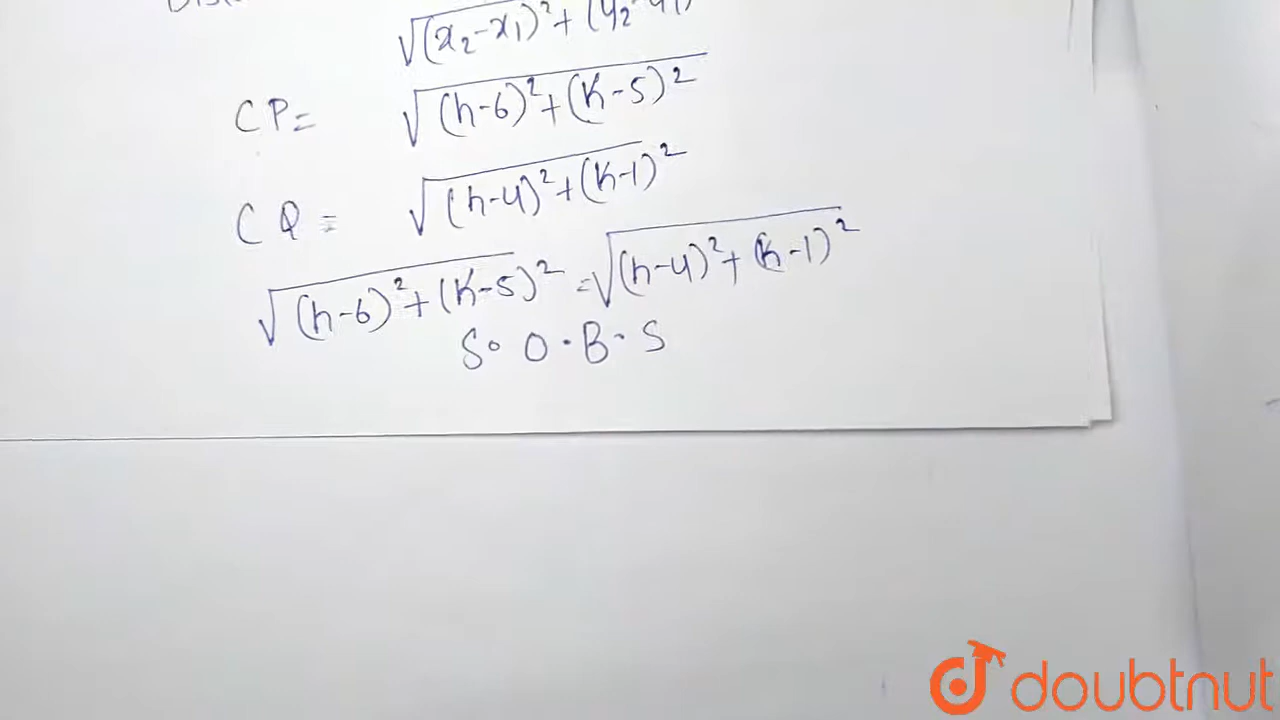 √(x₂-x₁)²+(y₂-y₁)
CP= √(h-6)²+(k-5)²
CQ = √(h-4)²+(k-1)²
√(h-6)²+(k-5)² =√(h-4)²+(k-1)²
S. O. B. S
doubtnut